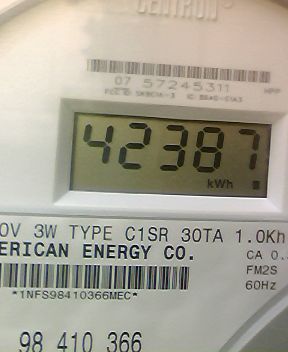 CENTRON
07 57245311
HPP
42387
kWh
0V 3W TYPE C1SR 30TA 1.0Kh
ERICAN ENERGY CO.
CA 0.
FM2S
60Hz
*1NFS98410366MEC*
98 410 366